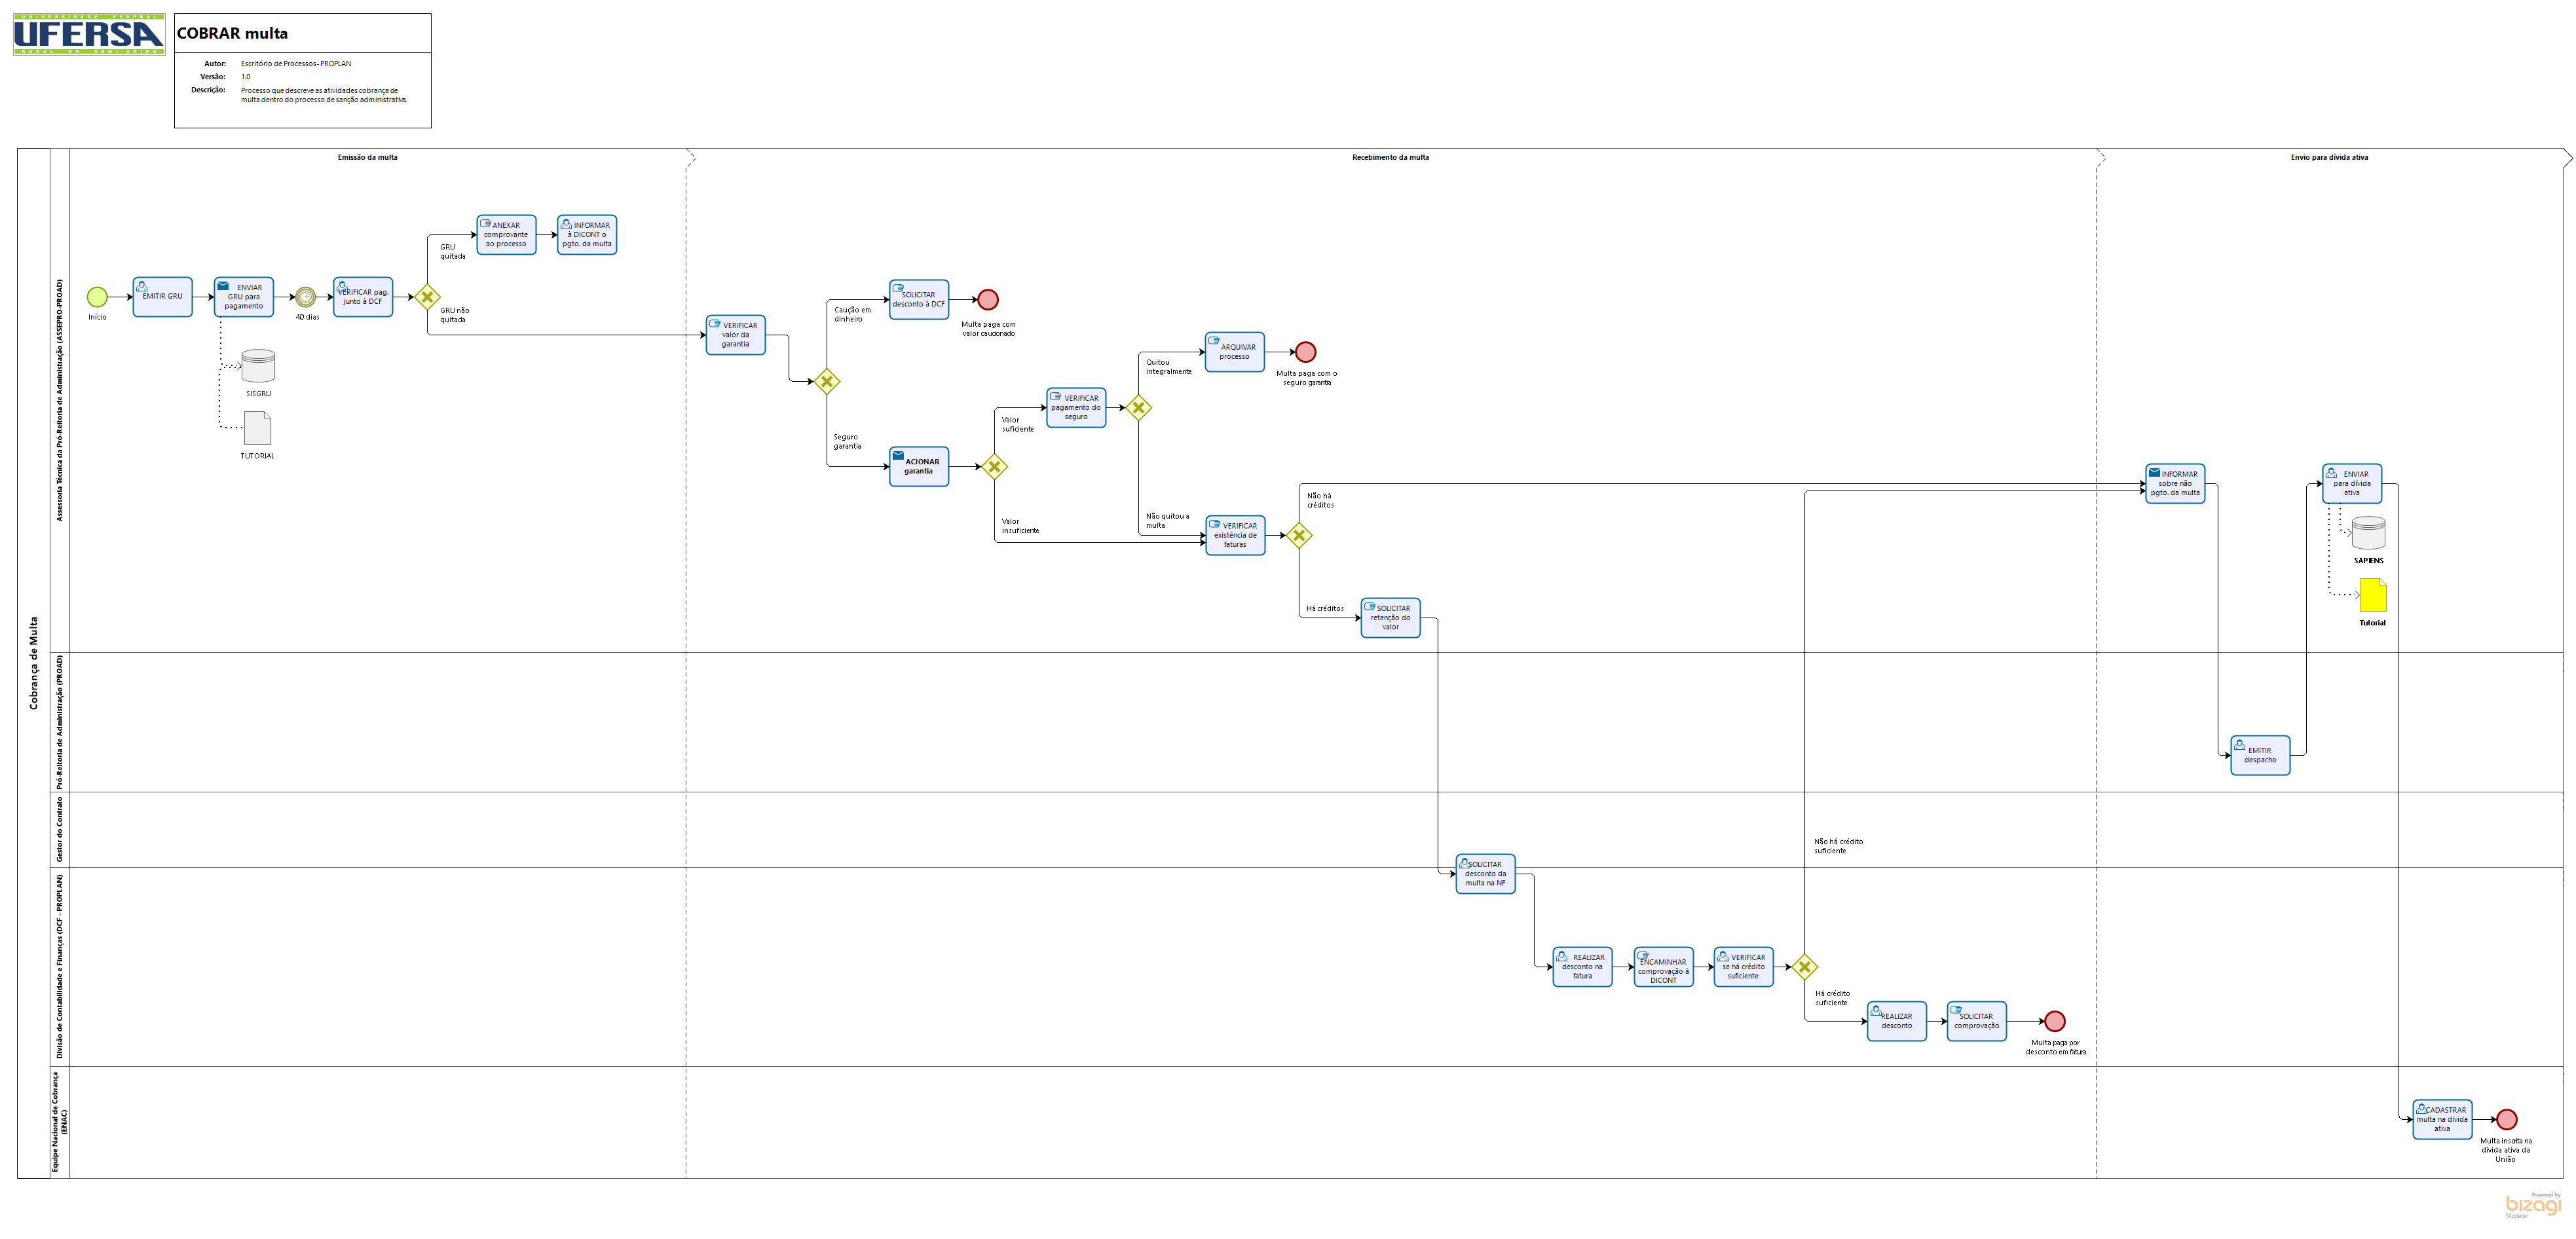 UNIVERSIDADE FEDERAL
UFERSA
RURAL DO SEMI-ÁRIDO
COBRAR multa
Autor: Escritório de Processos- PROPLAN
Versão: 1.0
Descrição: Processo que descreve as atividades cobrança de
multa dentro do processo de sanção administrativa.
Cobrança de Multa
Emissão da multa
Recebimento da multa
Envio para dívida ativa
Assessoria Técnica da Pró-Reitoria de Administração (ASSEPRO-PROAD)
Início
EMITIR GRU
ENVIAR
GRU para
pagamento
SISGRU
TUTORIAL
40 dias
VERIFICAR pag.
junto à DCF
GRU
quitada
GRU não
quitada
ANEXAR
comprovante
ao processo
INFORMAR
à DICONT o
pgto. da multa
VERIFICAR
valor da
garantia
Caução em
dinheiro
Seguro
garantia
SOLICITAR
desconto à DCF
Multa paga com
valor caudonado
ACIONAR
garantia
Valor
suficiente
Valor
insuficiente
VERIFICAR
pagamento do
seguro
Quitou
integralmente
Não quitou a
multa
ARQUIVAR
processo
Multa paga com o
seguro garantia
VERIFICAR
existência de
faturas
Não há
créditos
Há créditos
SOLICITAR
retenção do
valor
INFORMAR
sobre não
pgto. da multa
ENVIAR
para dívida
ativa
SAPIENS
Tutorial
Pró-Reitoria de Administração (PROAD)
EMITIR
despacho
Gestor do Contrato
SOLICITAR
desconto da
multa na NF
Não há crédito
suficiente
Divisão de Contabilidade e Finanças (DCF - PROPLAN)
REALIZAR
desconto na
fatura
ENCAMINHAR
comprovação à
DICONT
VERIFICAR
se há crédito
suficiente
Há crédito
suficiente
REALIZAR
desconto
SOLICITAR
comprovação
Multa paga por
desconto em fatura
Equipe Nacional de Cobrança
(ENAC)
CADASTRAR
multa na dívida
ativa
Multa inscrita na
dívida ativa da
União
Powered by
bizagi
Modeler